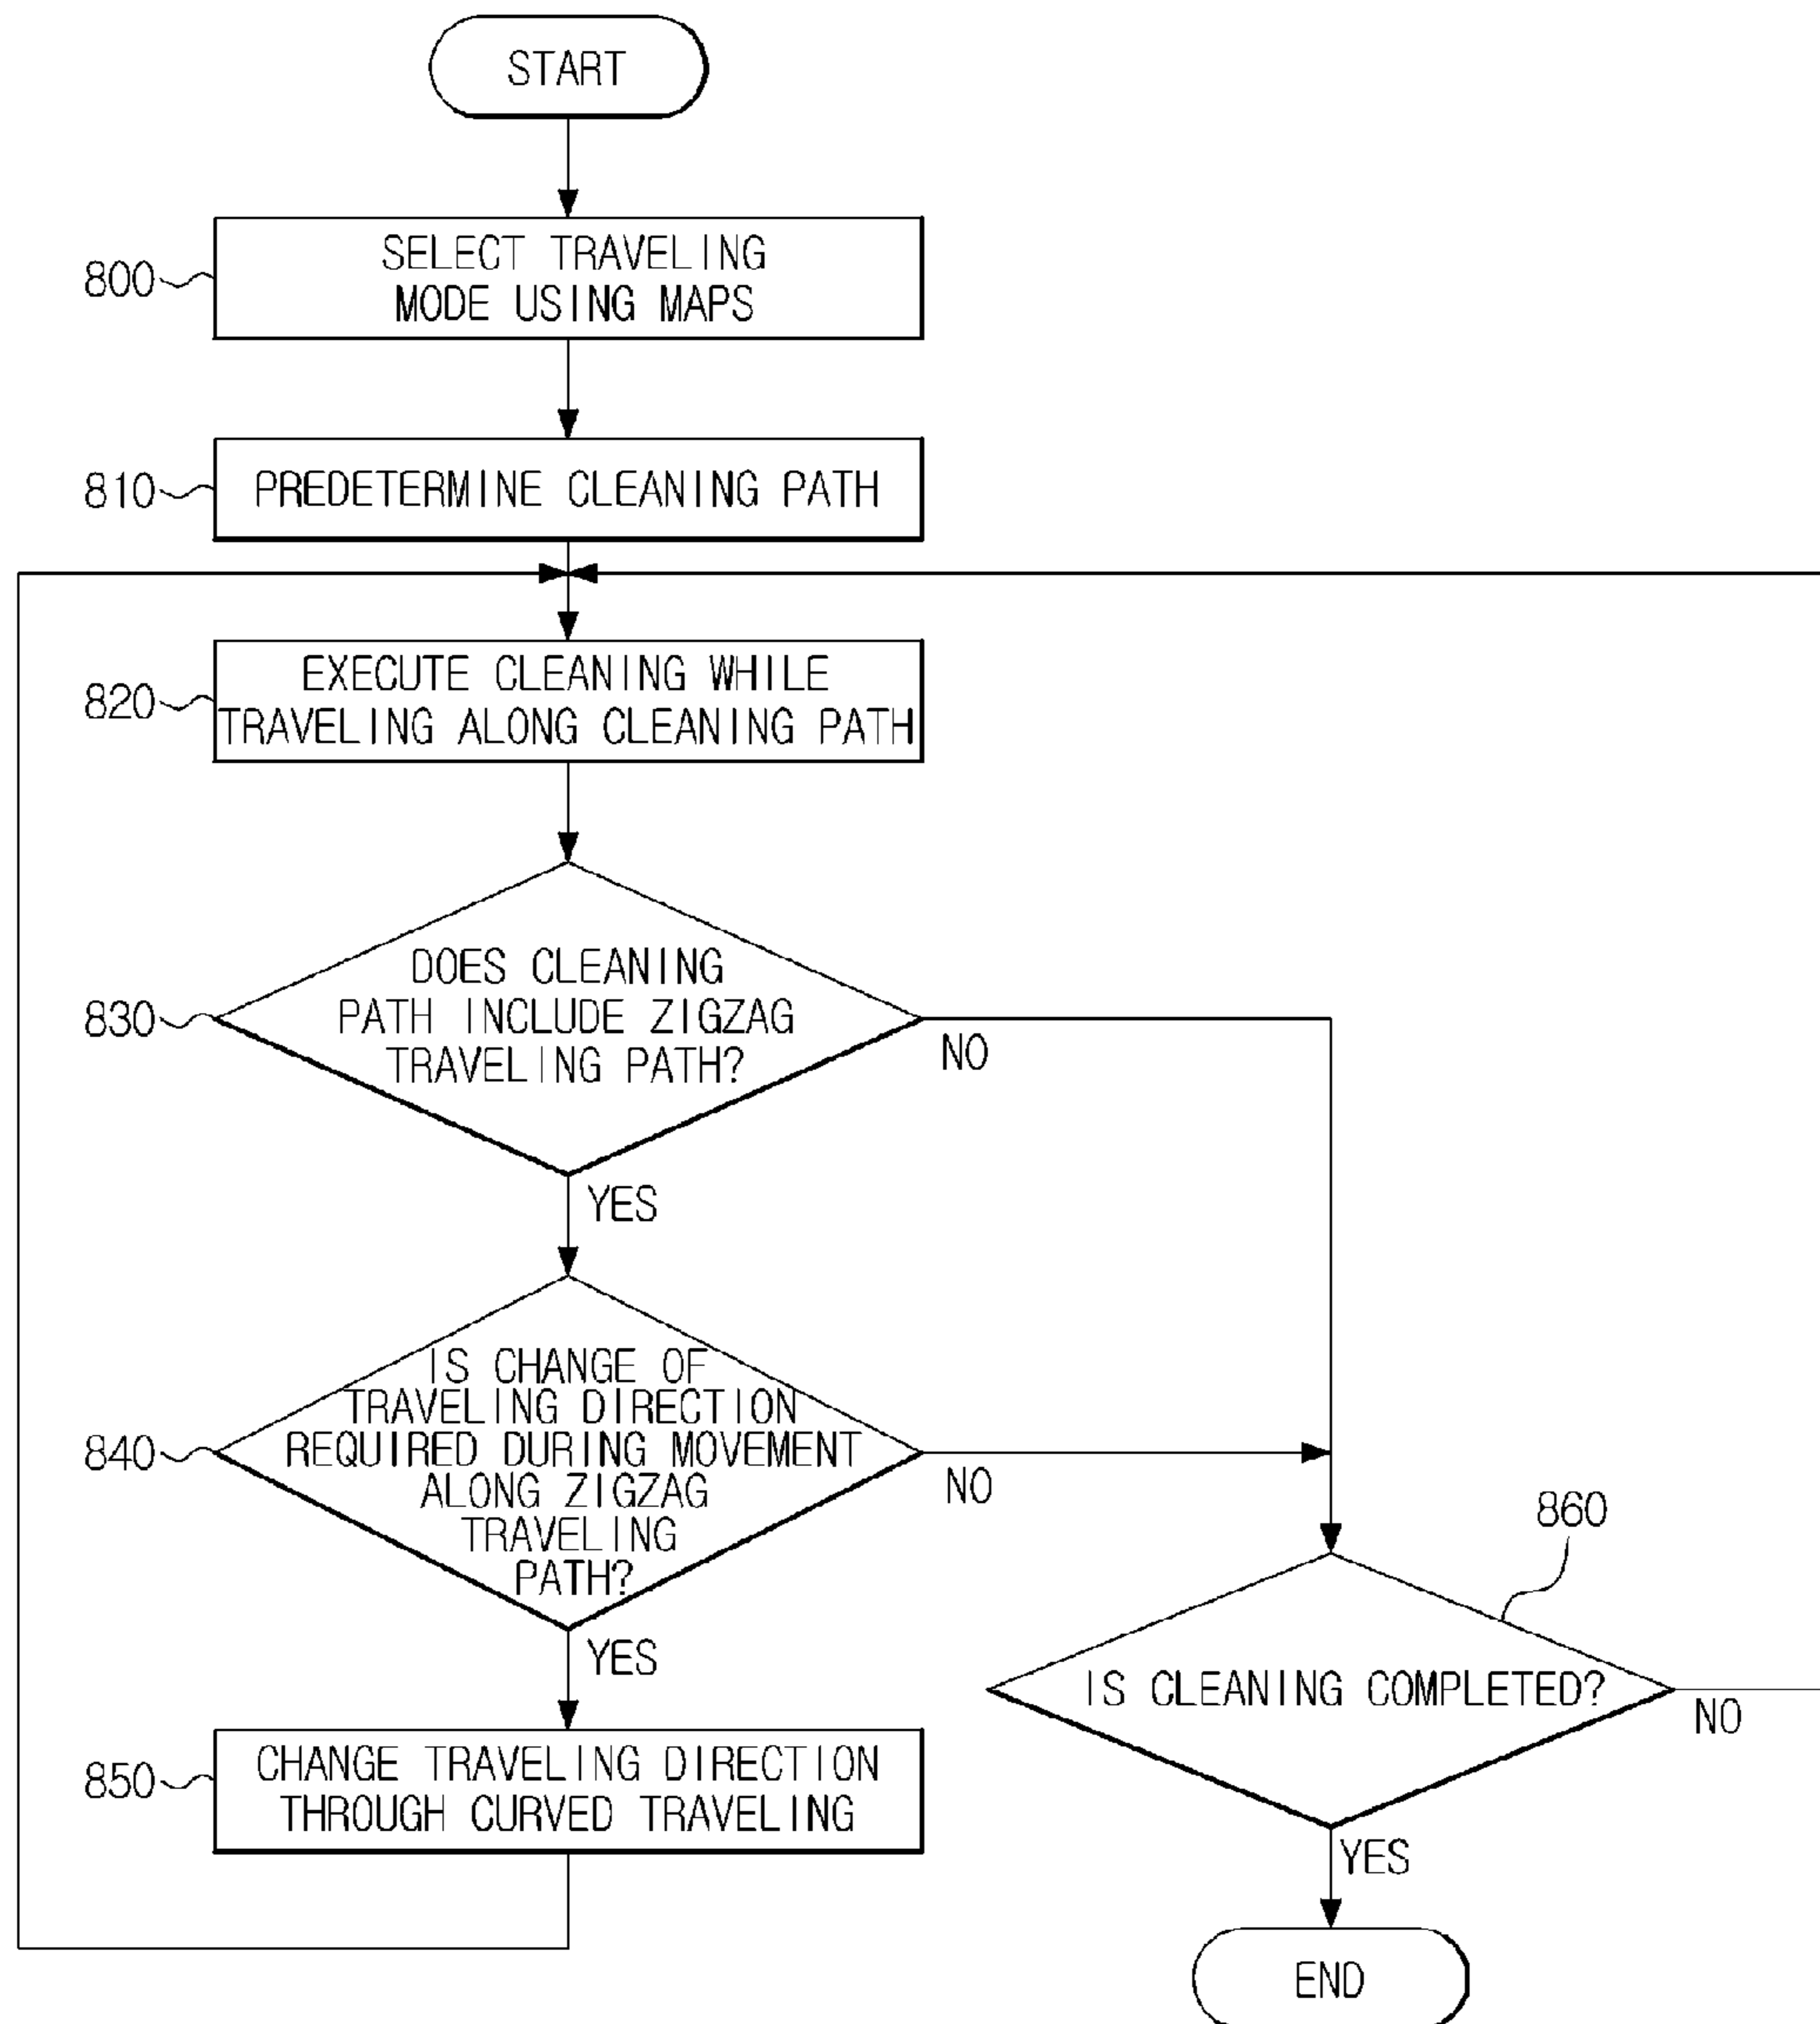 START
800
SELECT TRAVELING
MODE USING MAPS
810
PREDETERMINE CLEANING PATH
820
EXECUTE CLEANING WHILE
TRAVELING ALONG CLEANING PATH
830
DOES CLEANING
PATH INCLUDE ZIGZAG
TRAVELING PATH?
NO
YES
840
IS CHANGE OF
TRAVELING DIRECTION
REQUIRED DURING MOVEMENT
ALONG ZIGZAG
TRAVELING
PATH?
NO
YES
850
CHANGE TRAVELING DIRECTION
THROUGH CURVED TRAVELING
860
IS CLEANING COMPLETED?
NO
YES
END